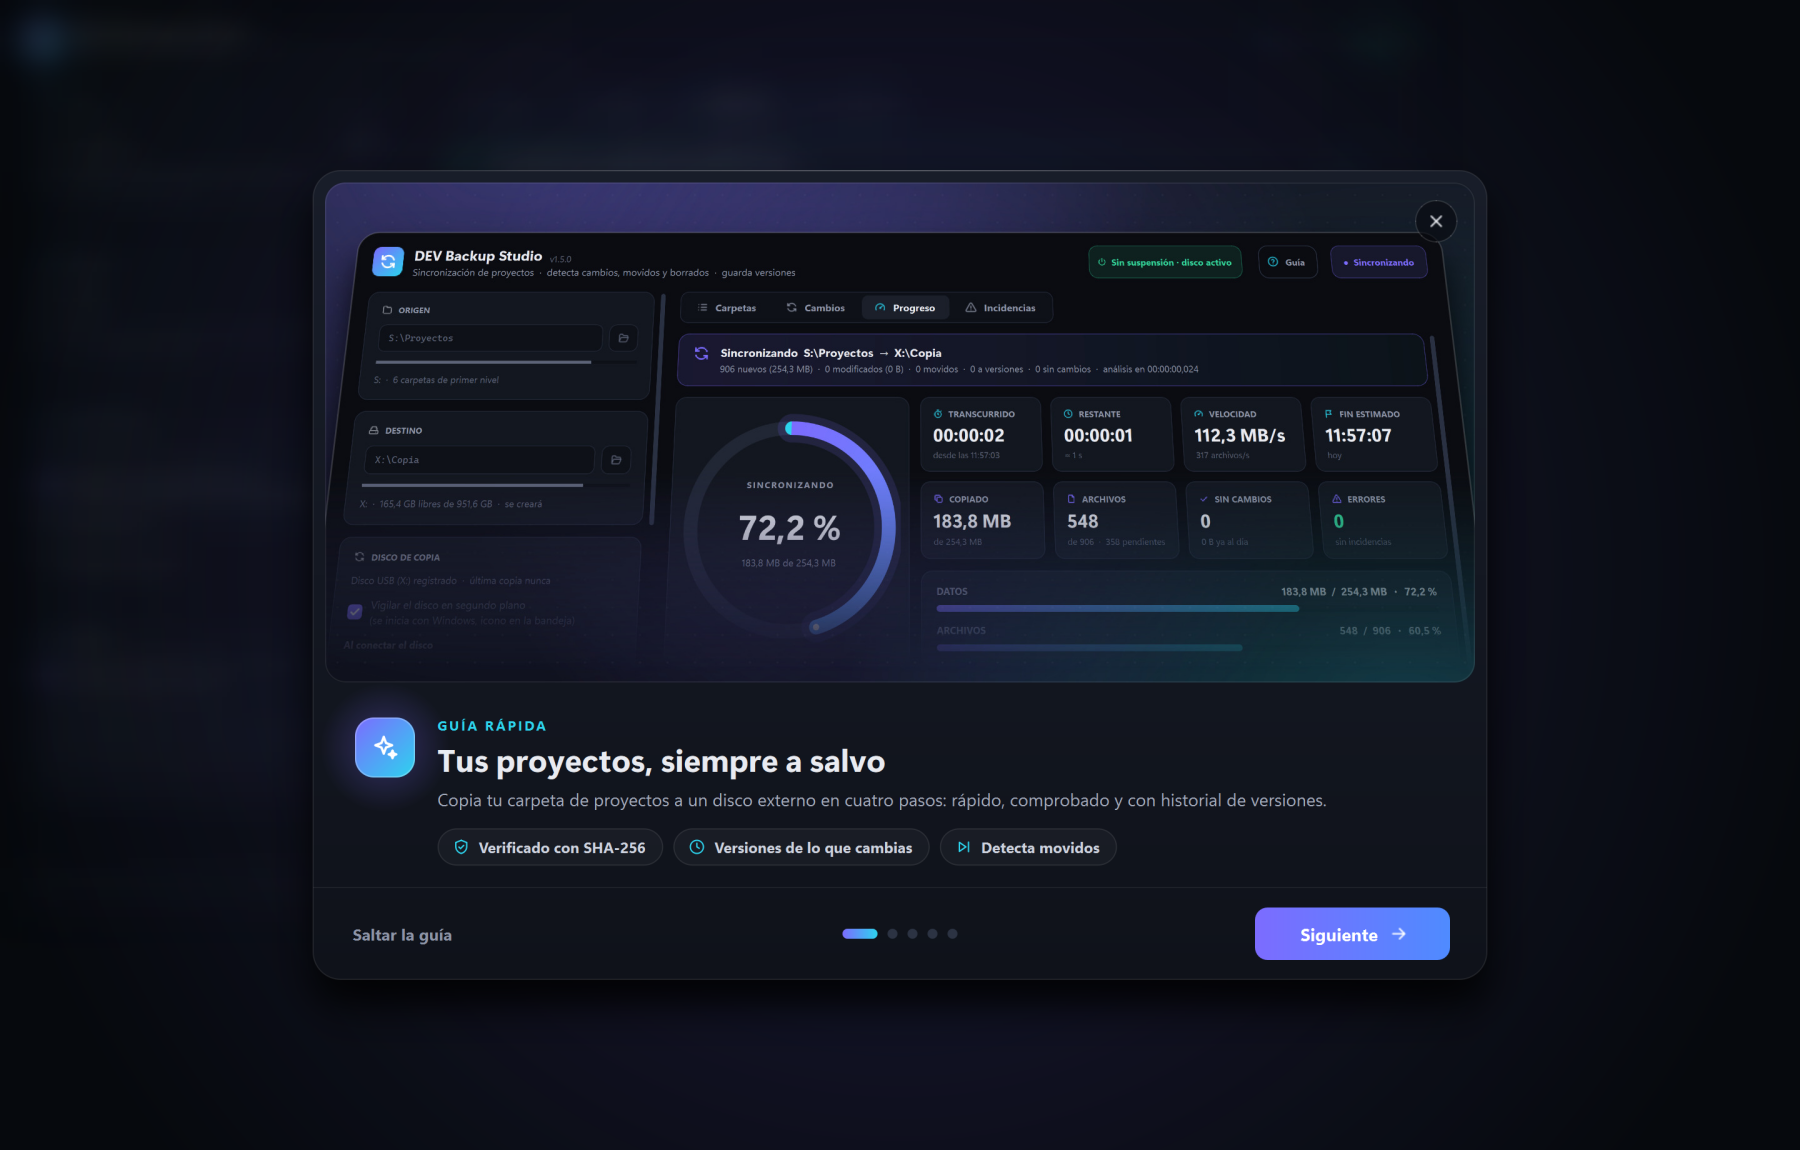 DEV Backup Studio v1.5.0
Sincronización de proyectos · detecta cambios, movidos y borrados · guarda versiones
Sin suspensión · disco activo
Guía
Sincronizando
ORIGEN
S:\Proyectos
S: · 6 carpetas de primer nivel
DESTINO
X:\Copia
X: · 165,4 GB libres de 951,6 GB · se creará
DISCO DE COPIA
Disco USB (X:) registrado · última copia nunca
Vigilar el disco en segundo plano
(se inicia con Windows, icono en la bandeja)
Al conectar el disco
Carpetas
Cambios
Progreso
Incidencias
Sincronizando S:\Proyectos → X:\Copia
906 nuevos (254,3 MB) · 0 modificados (0 B) · 0 movidos · 0 a versiones · 0 sin cambios · análisis en 00:00:00,024
SINCRONIZANDO
72,2 %
183,8 MB de 254,3 MB
TRANSCURRIDO
00:00:02
desde las 11:57:03
RESTANTE
00:00:01
≈ 1 s
VELOCIDAD
112,3 MB/s
317 archivos/s
FIN ESTIMADO
11:57:07
hoy
COPIADO
183,8 MB
de 254,3 MB
ARCHIVOS
548
de 906 · 358 pendientes
SIN CAMBIOS
0
0 B ya al día
ERRORES
0
sin incidencias
DATOS
183,8 MB / 254,3 MB · 72,2 %
ARCHIVOS
548 / 906 · 60,5 %
GUÍA RÁPIDA
Tus proyectos, siempre a salvo
Copia tu carpeta de proyectos a un disco externo en cuatro pasos: rápido, comprobado y con historial de versiones.
Verificado con SHA-256
Versiones de lo que cambias
Detecta movidos
Saltar la guía
Siguiente →